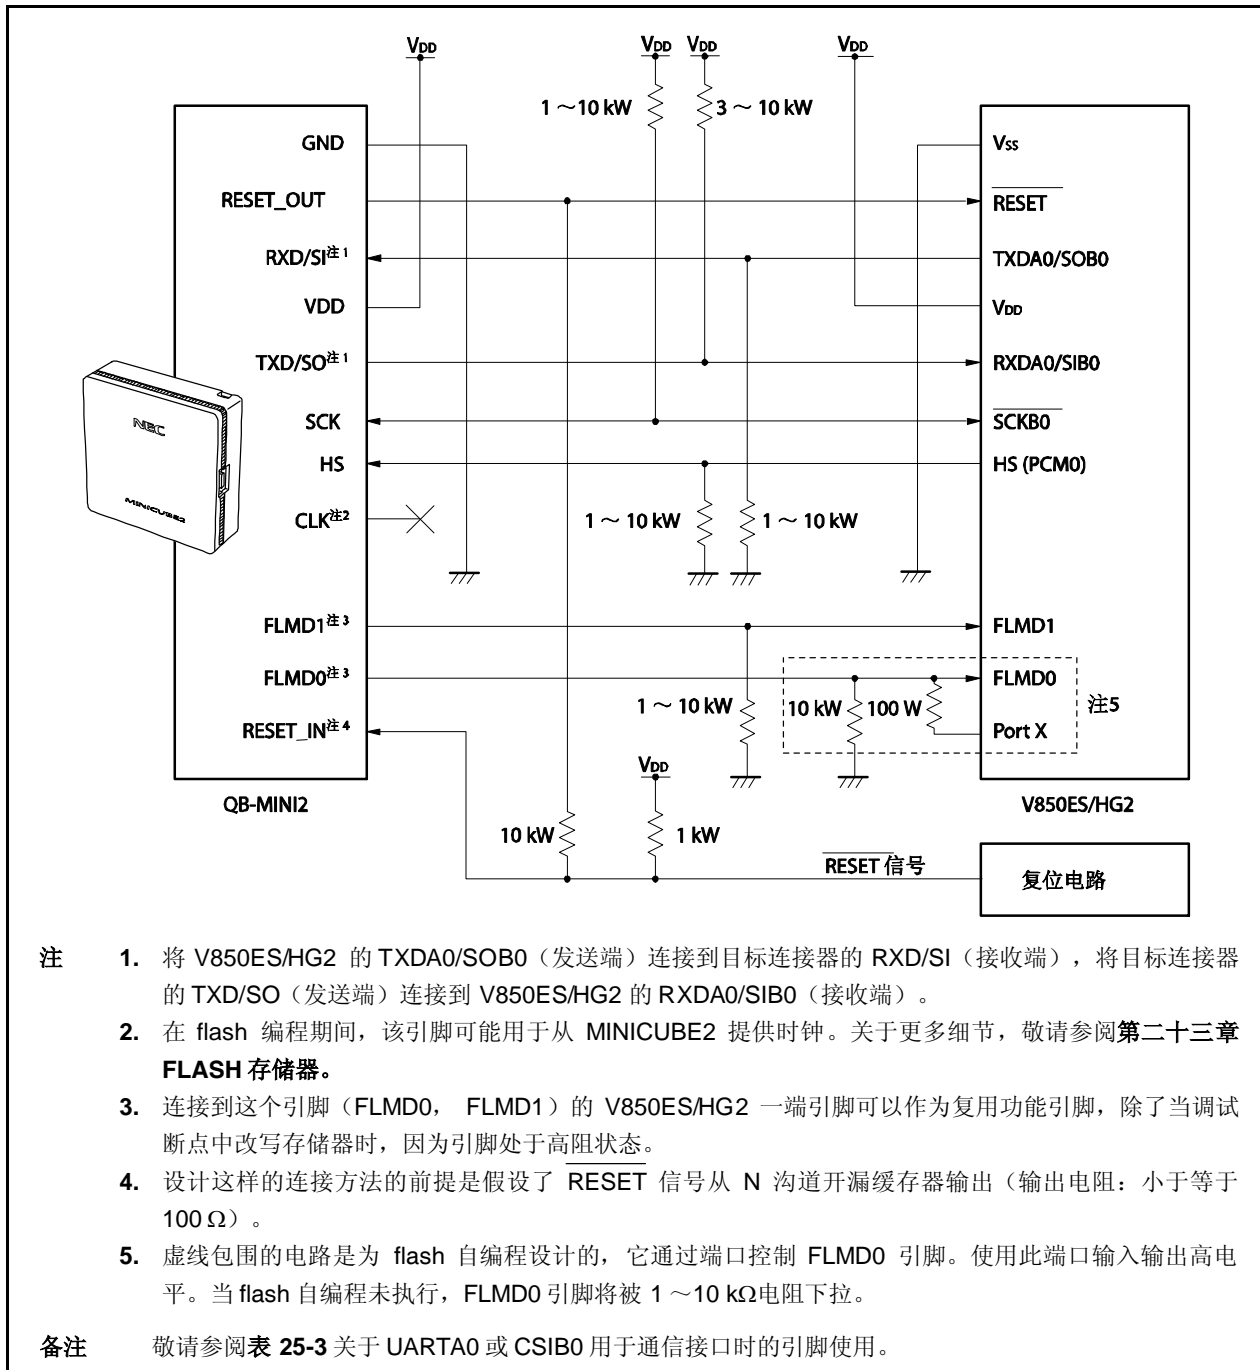 VDD VDD VDD VDD
1 ～10 kW 3 ～ 10 kW
GND VSS
RESET_OUT RESET
RXD/SI注 1 TXDA0/SOB0
VDD VDD
TXD/SO注 1 RXDA0/SIB0
SCK SCKB0
HS HS (PCM0)
NEC
MINICUBE2
CLK注2 1 ～ 10 kW 1 ～ 10 kW
FLMD1注 3 FLMD1
FLMD0注 3 FLMD0
1 ～ 10 kW 10 kW 100 W 注5
RESET_IN注 4 Port X
VDD
QB-MINI2 V850ES/HG2
10 kW 1 kW
RESET 信号 复位电路
注 1. 将 V850ES/HG2 的 TXDA0/SOB0（发送端）连接到目标连接器的 RXD/SI（接收端），将目标连接器
的 TXD/SO（发送端）连接到 V850ES/HG2 的 RXDA0/SIB0（接收端）。
2. 在 flash 编程期间，该引脚可能用于从 MINICUBE2 提供时钟。关于更多细节，敬请参阅第二十三章
FLASH 存储器。
3. 连接到这个引脚（FLMD0， FLMD1）的 V850ES/HG2 一端引脚可以作为复用功能引脚，除了当调试
断点中改写存储器时，因为引脚处于高阻状态。
4. 设计这样的连接方法的前提是假设了 RESET 信号从 N 沟道开漏缓存器输出（输出电阻：小于等于
100 Ω）。
5. 虚线包围的电路是为 flash 自编程设计的，它通过端口控制 FLMD0 引脚。使用此端口输入输出高电
平。当 flash 自编程未执行，FLMD0 引脚将被 1 ～10 kΩ电阻下拉。
备注 敬请参阅表 25-3 关于 UARTA0 或 CSIB0 用于通信接口时的引脚使用。